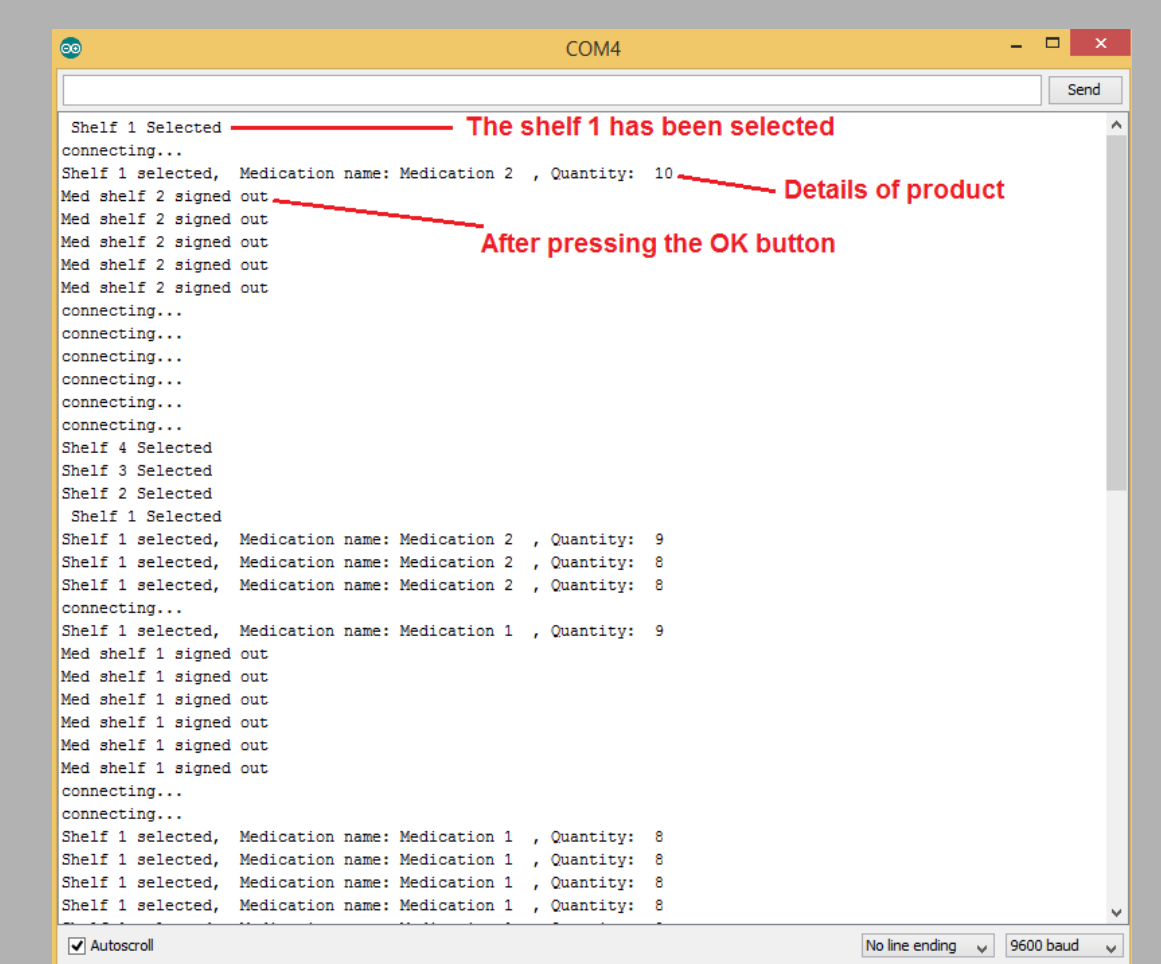 COM4
Send
Shelf 1 Selected The shelf 1 has been selected
connecting...
Shelf 1 selected, Medication name: Medication 2 , Quantity: 10
Details of product
Med shelf 2 signed out
Med shelf 2 signed out
Med shelf 2 signed out
After pressing the OK button
Med shelf 2 signed out
Med shelf 2 signed out
connecting...
connecting...
connecting...
connecting...
connecting...
connecting...
Shelf 4 Selected
Shelf 3 Selected
Shelf 2 Selected
Shelf 1 Selected
Shelf 1 selected, Medication name: Medication 2 , Quantity: 9
Shelf 1 selected, Medication name: Medication 2 , Quantity: 8
Shelf 1 selected, Medication name: Medication 2 , Quantity: 8
connecting...
Shelf 1 selected, Medication name: Medication 1 , Quantity: 9
Med shelf 1 signed out
Med shelf 1 signed out
Med shelf 1 signed out
Med shelf 1 signed out
Med shelf 1 signed out
Med shelf 1 signed out
connecting...
connecting...
Shelf 1 selected, Medication name: Medication 1 , Quantity: 8
Shelf 1 selected, Medication name: Medication 1 , Quantity: 8
Shelf 1 selected, Medication name: Medication 1 , Quantity: 8
Shelf 1 selected, Medication name: Medication 1 , Quantity: 8
Autoscroll
No line ending
9600 baud